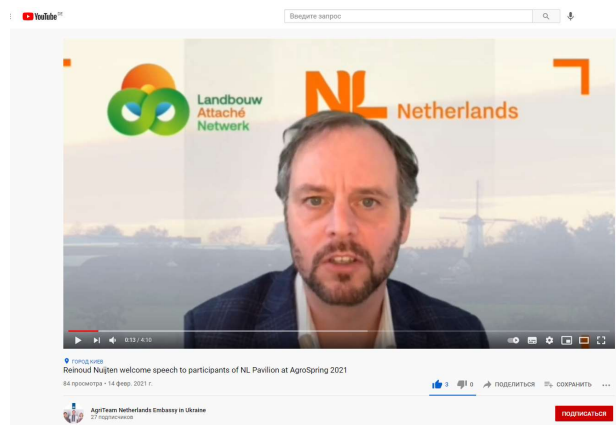 YouTube UA
Введите запрос
Landbouw
Attaché
Netwerk
NL Netherlands
0:13 / 4:10
ГОРОД КИЕВ
Reinoud Nuijten welcome speech to participants of NL Pavilion at AgroSpring 2021
84 просмотра • 14 февр. 2021 г.
3
0
ПОДЕЛИТЬСЯ
СОХРАНИТЬ
AgriTeam Netherlands Embassy in Ukraine
27 подписчиков
ПОДПИСАТЬСЯ